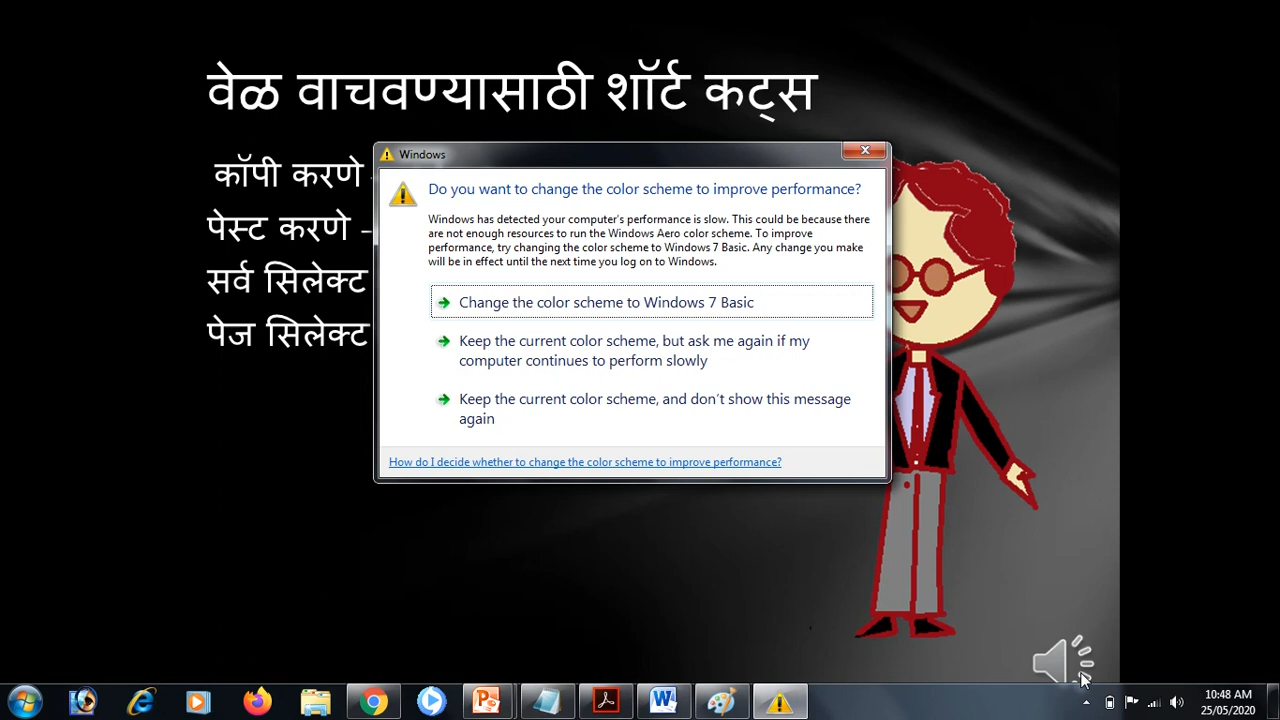 वेळ वाचवण्यासाठी शॉर्ट कट्स
कॉपी करणे -
पेस्ट करणे –
सर्व सिलेक्ट
पेज सिलेक्ट
Windows
Do you want to change the color scheme to improve performance?
Windows has detected your computer's performance is slow. This could be because there
are not enough resources to run the Windows Aero color scheme. To improve
performance, try changing the color scheme to Windows 7 Basic. Any change you make
will be in effect until the next time you log on to Windows.
Change the color scheme to Windows 7 Basic
Keep the current color scheme, but ask me again if my
computer continues to perform slowly
Keep the current color scheme, and don't show this message
again
How do I decide whether to change the color scheme to improve performance?
10:48 AM
25/05/2020